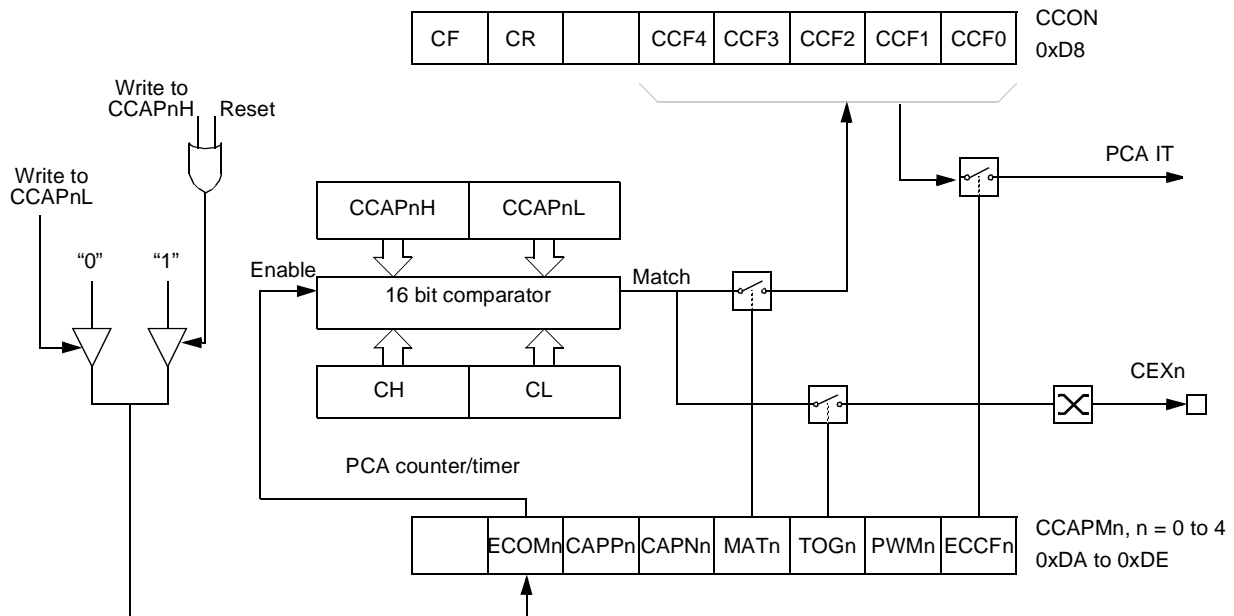 CF CR CCF4 CCF3 CCF2 CCF1 CCF0
CCON
0xD8
Write to
CCAPnH
Reset
PCA IT
Write to
CCAPnL
CCAPnH CCAPnL
“0” “1”
Enable
16 bit comparator
Match
CH CL
CEXn
PCA counter/timer
ECOMn CAPPn CAPNn MATn TOGn PWMn ECCFn
CCAPMn, n = 0 to 4
0xDA to 0xDE